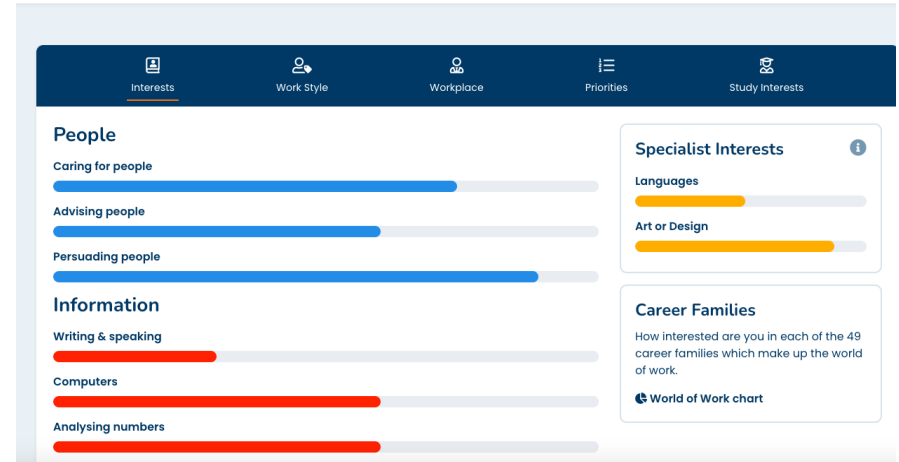 Interests
Work Style
Workplace
Priorities
Study Interests
People
Caring for people
Advising people
Persuading people
Information
Writing & speaking
Computers
Analysing numbers
Specialist Interests
Languages
Art or Design
Career Families
How interested are you in each of the 49
career families which make up the world
of work.
World of Work chart